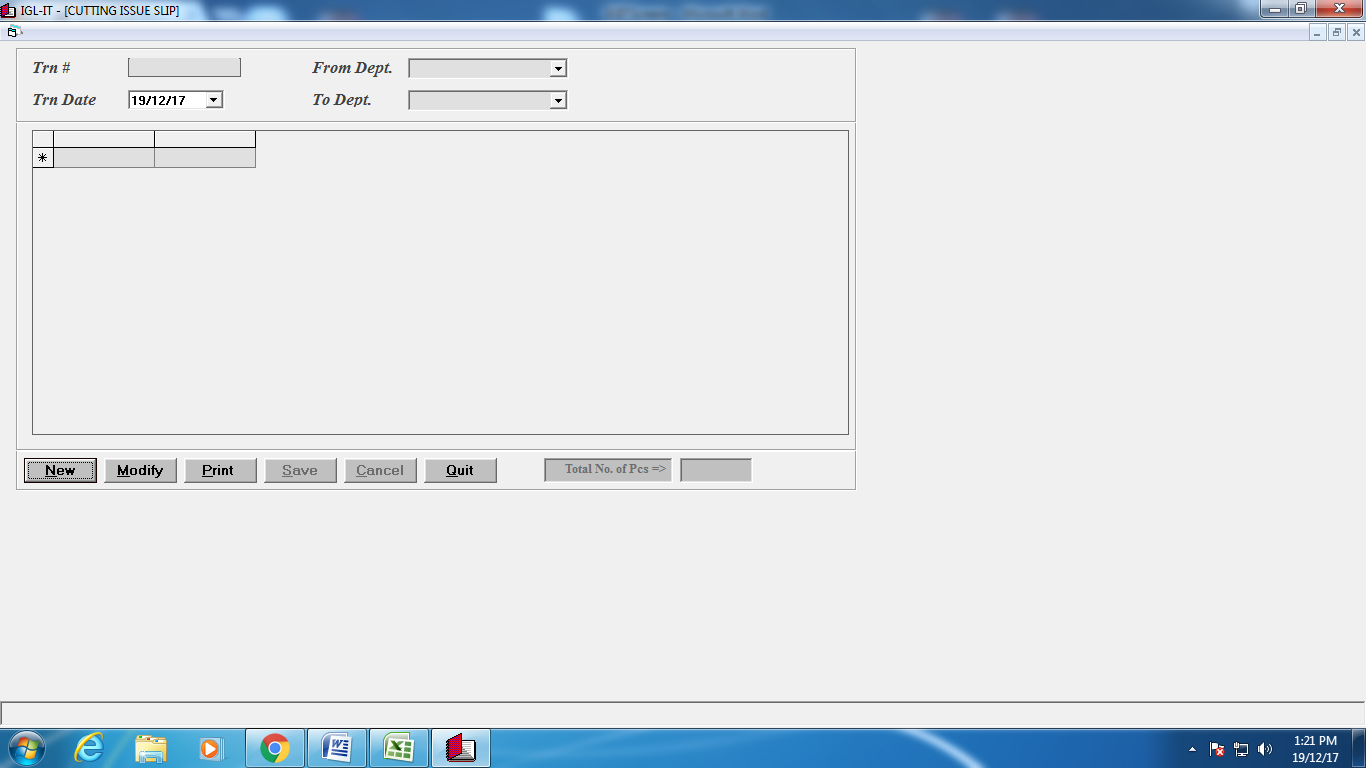 IGL-IT - [CUTTING ISSUE SLIP]
Trn # From Dept.
Trn Date 19/12/17 To Dept.
*
New Modify Print Save Cancel Quit Total No. of Pcs =>
1:21 PM
19/12/17